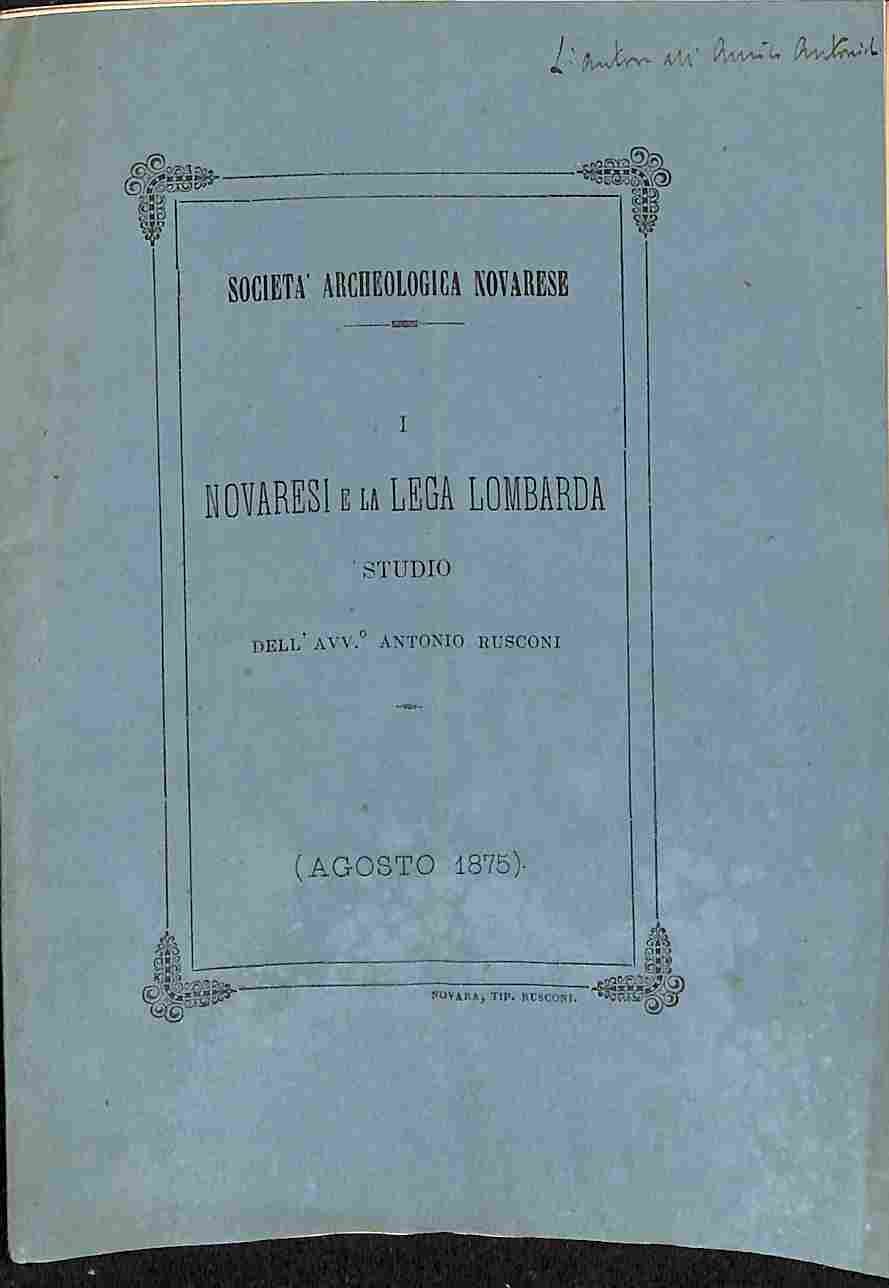 L'autore all' Amico
SOCIETA' ARCHEOLOGICA NOVARESE
I
NOVARESI E LA LEGA LOMBARDA
STUDIO
DELL' AVV.° ANTONIO RUSCONI
(AGOSTO 1875)
NOVARA, TIP. RUSCONI.